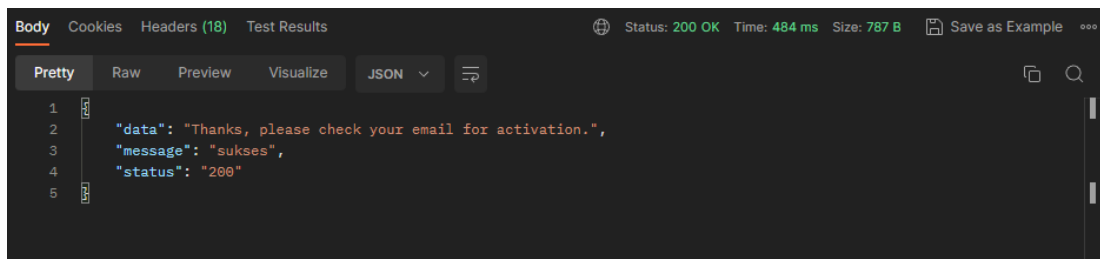 Body Cookies Headers (18) Test Results Status: 200 OK Time: 484 ms Size: 787 B Save as Example
Pretty Raw Preview Visualize JSON
1 {
2 "data": "Thanks, please check your email for activation.",
3 "message": "sukses",
4 "status": "200"
5 }